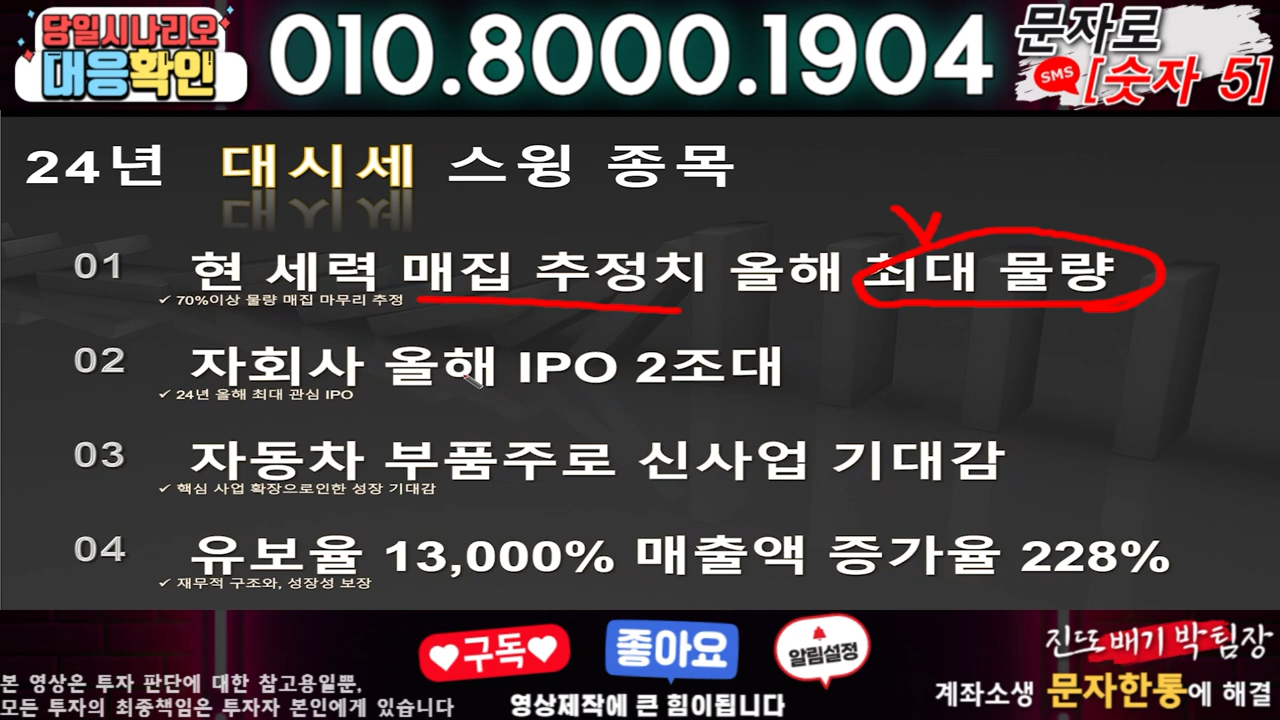 당일시나리오
대응확인
010.8000.1904
문자로
SMS
[숫자 5]
24년 대시세 스윙 종목
01 현 세력 매집 추정치 올해 최대 물량
✓ 70%이상 물량 매집 마무리 추정
02 자회사 올해 IPO 2조대
✓ 24년 올해 최대 관심 IPO
03 자동차 부품주로 신사업 기대감
✓ 핵심 사업 확장으로인한 성장 기대감
04 유보율 13,000% 매출액 증가율 228%
✓ 재무적 구조와, 성장성 보장
구독
좋아요
알림설정
영상제작에 큰 힘이됩니다
본 영상은 투자 판단에 대한 참고용일뿐,
모든 투자의 최종책임은 투자자 본인에게 있습니다
진또배기 박팀장
계좌소생 문자한통에 해결